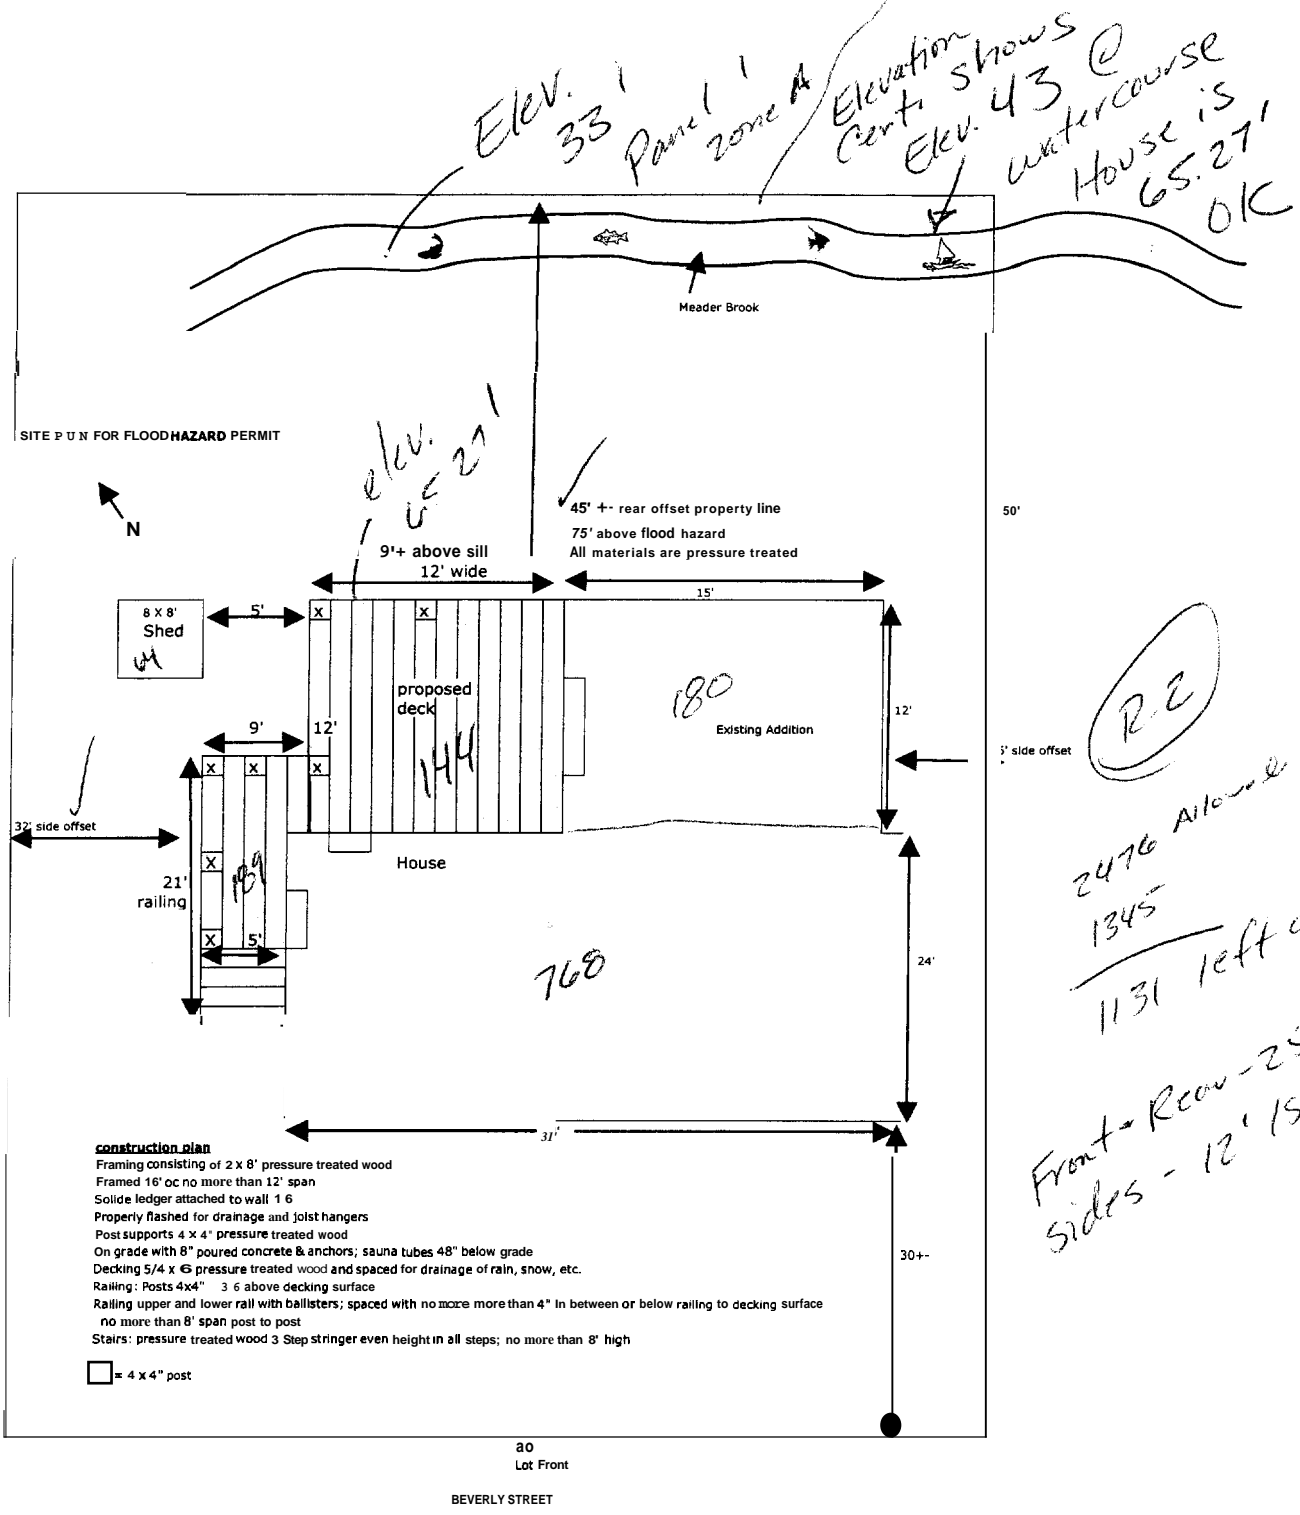 Elev. 33'
Panel 1
zone A
Elevation
Cert. shows
Elev. 43 @
watercourse
House is
65.27'
OK
Meader Brook
SITE P U N FOR FLOOD HAZARD PERMIT
elev.
27'
N
45' +- rear offset property line
75' above flood hazard
All materials are pressure treated
50'
9'+ above sill
12' wide
15'
8 X 8'
Shed
64
5'
x x
proposed
deck
144
180
Existing Addition
12'
9'
12'
' side offset
R-2
x x x
32' side offset
House
x
189
21'
railing
x
5'
768
24'
2476 Allowable
1345
1131 left
Front + Rear - 25
sides - 12'
31'
construction plan
Framing consisting of 2 x 8' pressure treated wood
Framed 16' oc no more than 12' span
Solide ledger attached to wall 1 6
Properly flashed for drainage and joist hangers
Post supports 4 x 4" pressure treated wood
On grade with 8" poured concrete & anchors; sauna tubes 48" below grade
Decking 5/4 x 6 pressure treated wood and spaced for drainage of rain, snow, etc.
Railing: Posts 4x4" 3 6 above decking surface
Railing upper and lower rail with ballisters; spaced with no more more than 4" In between or below railing to decking surface
no more than 8' span post to post
Stairs: pressure treated wood 3 Step stringer even height in all steps; no more than 8' high
30+-
= 4 x 4" post
ao
Lot Front
BEVERLY STREET